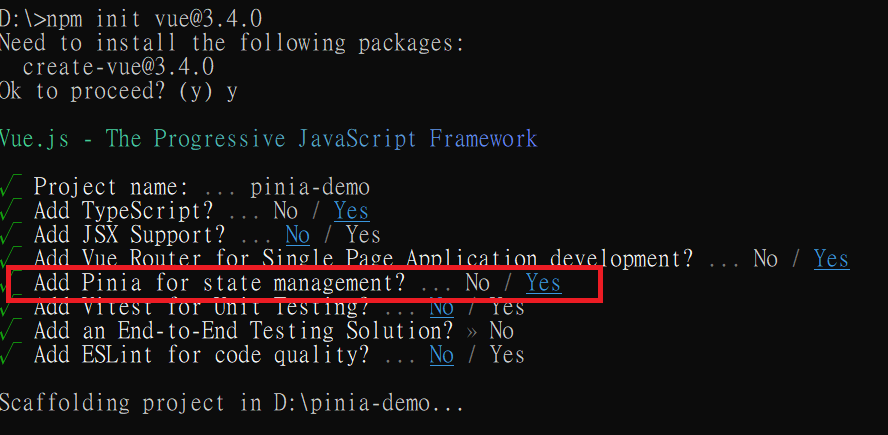 D:\>npm init vue@3.4.0
Need to install the following packages:
  create-vue@3.4.0
Ok to proceed? (y) y
Vue.js - The Progressive JavaScript Framework
√ Project name: ... pinia-demo
√ Add TypeScript? ... No / Yes
√ Add JSX Support? ... No / Yes
√ Add Vue Router for Single Page Application development? ... No / Yes
√ Add Pinia for state management? ... No / Yes
√ Add Vitest for Unit Testing? ... No / Yes
√ Add an End-to-End Testing Solution? » No
√ Add ESLint for code quality? ... No / Yes
Scaffolding project in D:\pinia-demo...